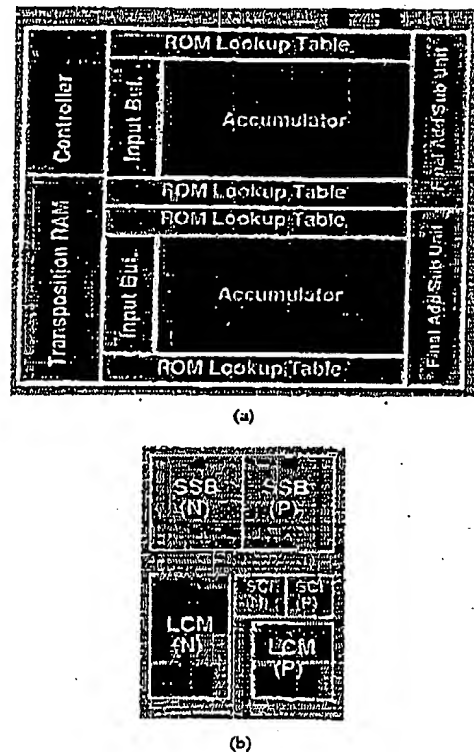 ROM Lookup Table
Controller
Input Buf.
Accumulator
Final Add Sub Unit
ROM Lookup Table
ROM Lookup Table
Transposition RAM
Input Buf.
Accumulator
Final Add Sub Unit
ROM Lookup Table
(a)
SSB
(N)
SSB
(P)
SCI
(N)
SCI
(P)
LCM
(N)
LCM
(P)
(b)